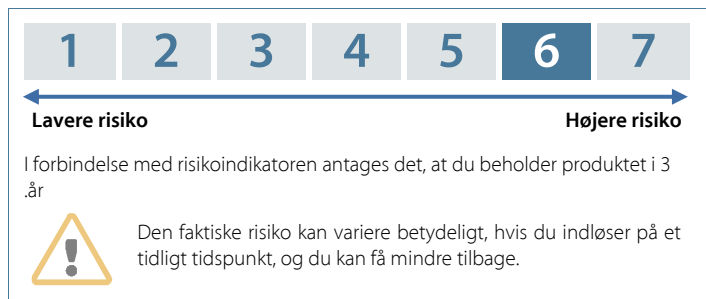 1 2 3 4 5 6 7
Lavere risiko Højere risiko
I forbindelse med risikoindikatoren antages det, at du beholder produktet i 3
.år
Den faktiske risiko kan variere betydeligt, hvis du indløser på et
tidligt tidspunkt, og du kan få mindre tilbage.